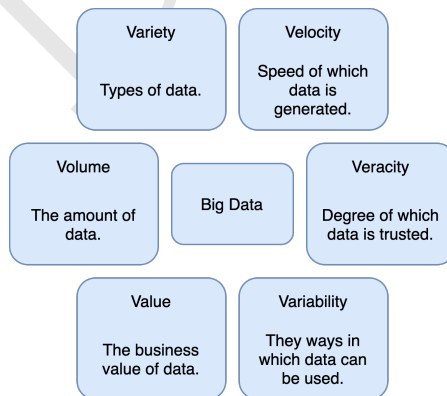 Variety
Types of data.
Velocity
Speed of which
data is
generated.
Volume
The amount of
data.
Big Data
Veracity
Degree of which
data is trusted.
Value
The business
value of data.
Variability
They ways in
which data can
be used.